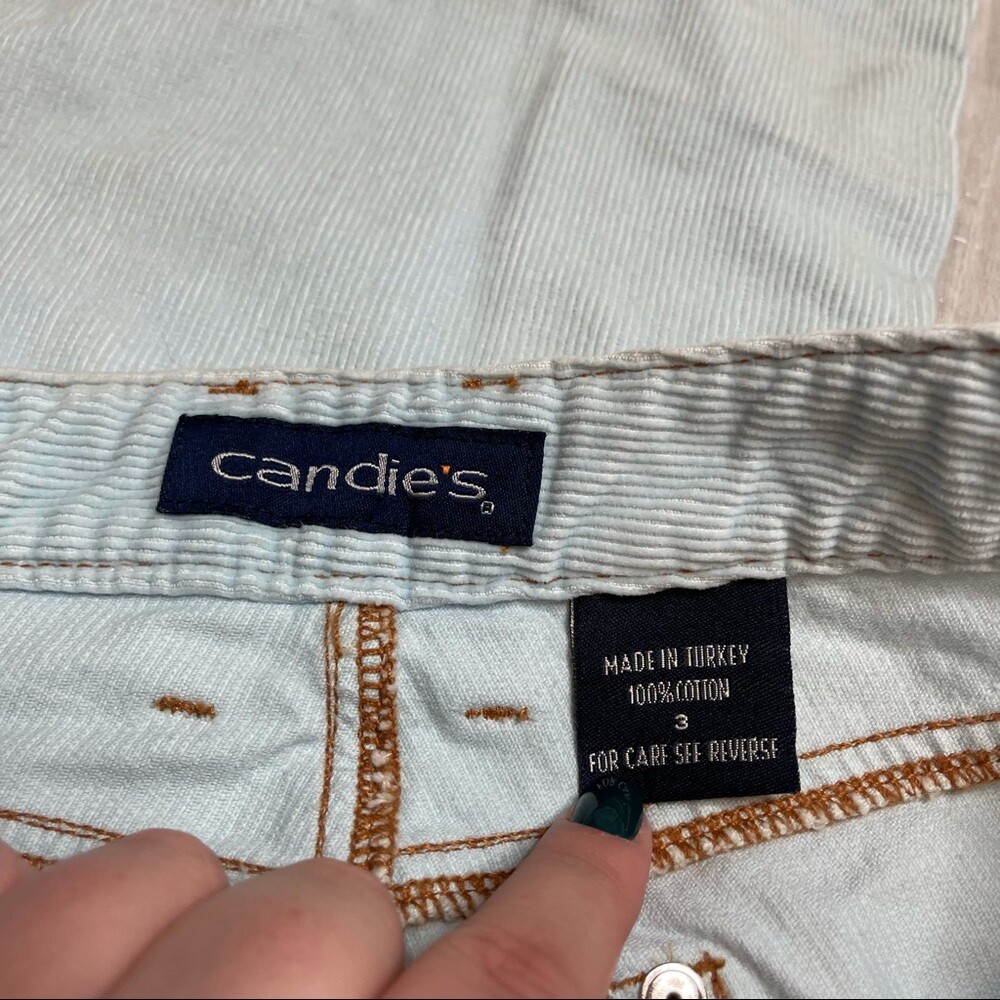 candie's®
MADE IN TURKEY
100% COTTON
3
FOR CARE SEE REVERSE